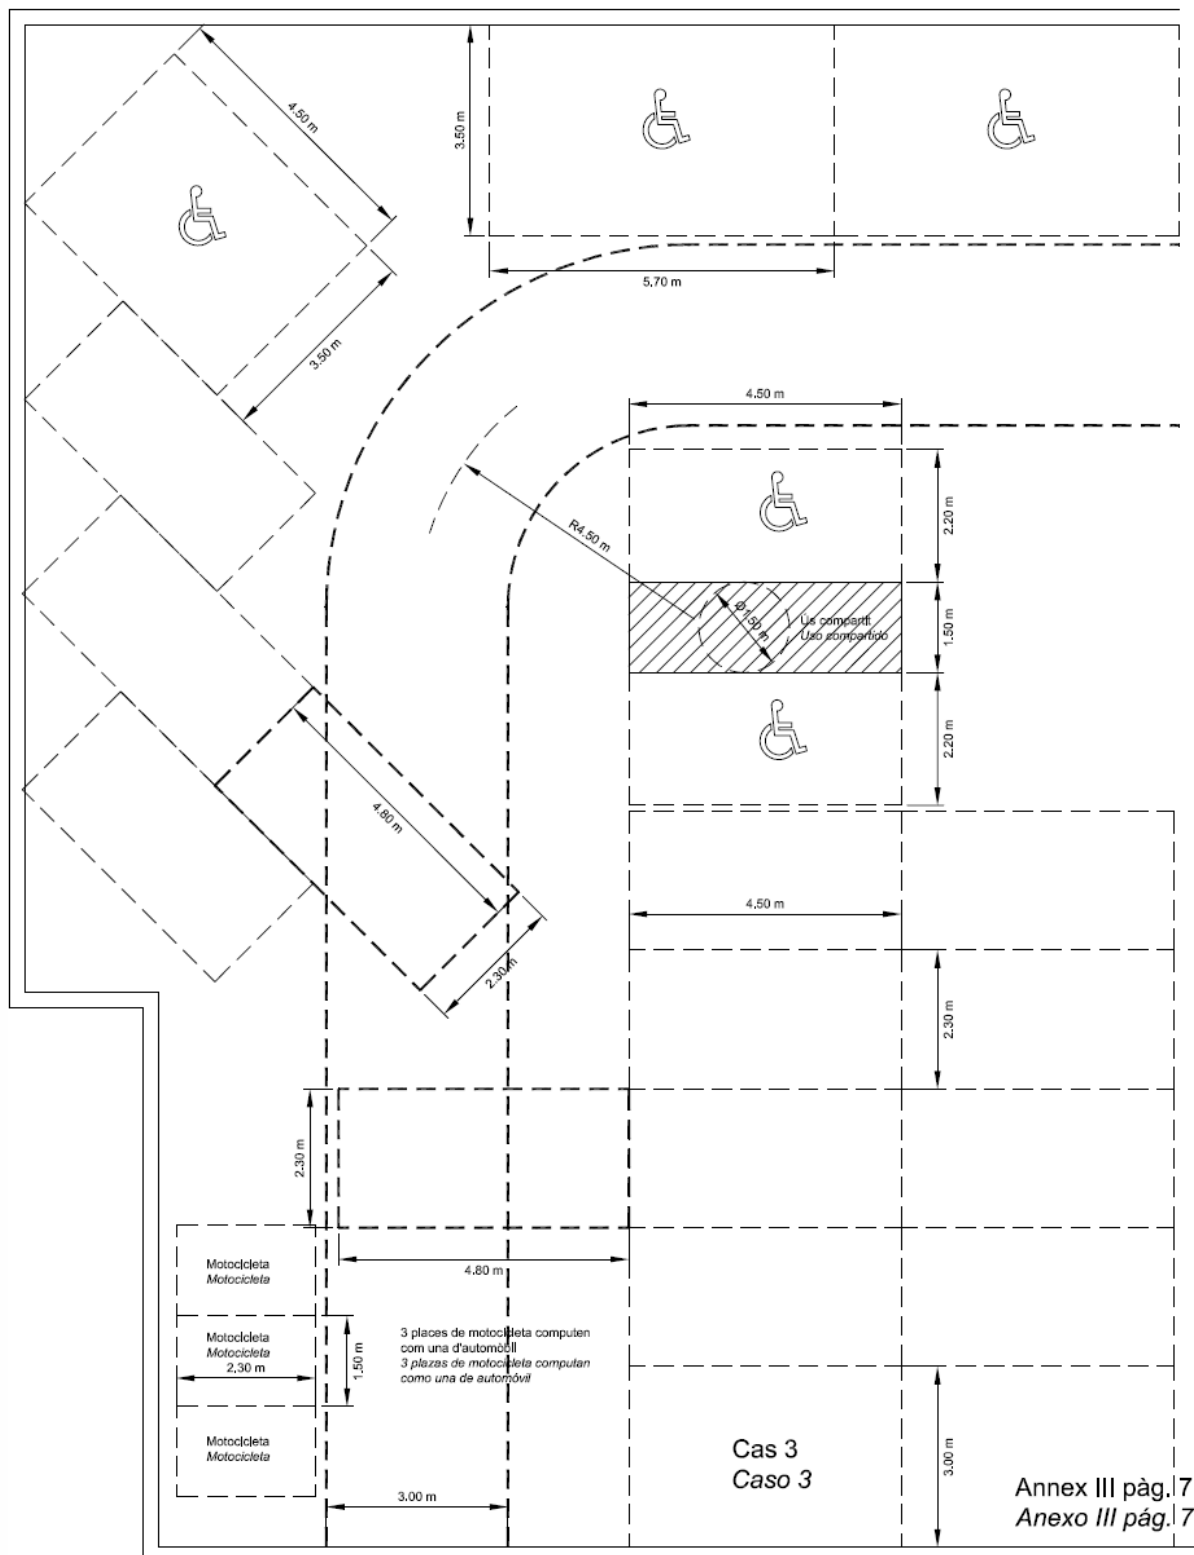 4.50 m
3.50 m
5.70 m
3.50 m
4.50 m
2.20 m
R4.50 m
Ø1.50 m
Ús compartit
Uso compartido
1.50 m
2.20 m
4.80 m
2.30 m
4.50 m
2.30 m
2.30 m
4.80 m
Motocicleta
Motocicleta
Motocicleta
Motocicleta
2,30 m
1.50 m
Motocicleta
Motocicleta
3 places de motocicleta computen
com una d'automòbil
3 plazas de motocicleta computan
como una de automóvil
3.00 m
Cas 3
Caso 3
3.00 m
Annex III pàg. 7
Anexo III pág. 7